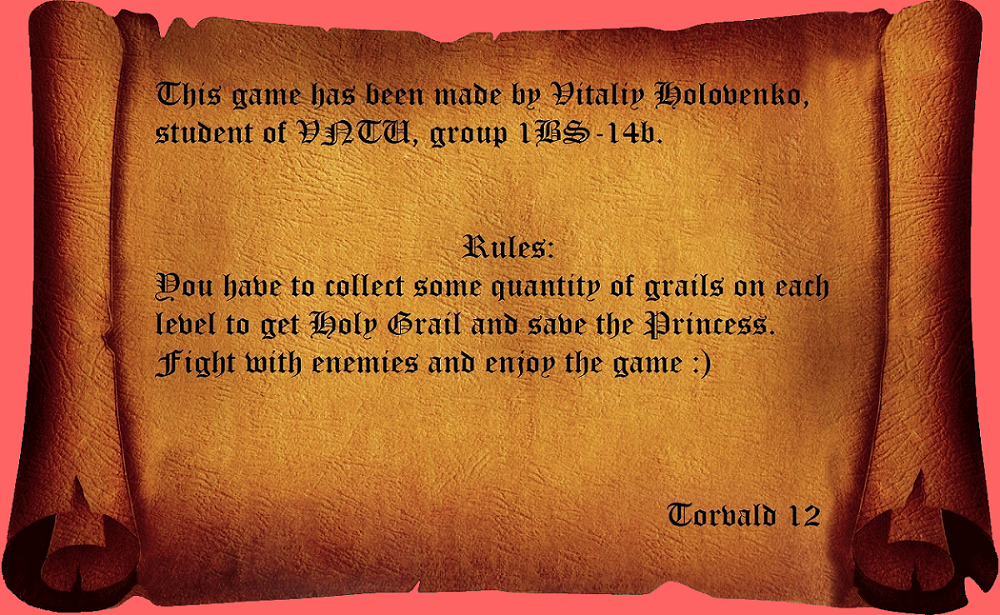 This game has been made by Vitaliy Holovenko,
student of VNTU, group 1BS-14b.
Rules:
You have to collect some quantity of grails on each
level to get Holy Grail and save the Princess.
Fight with enemies and enjoy the game :)
Torvald 12